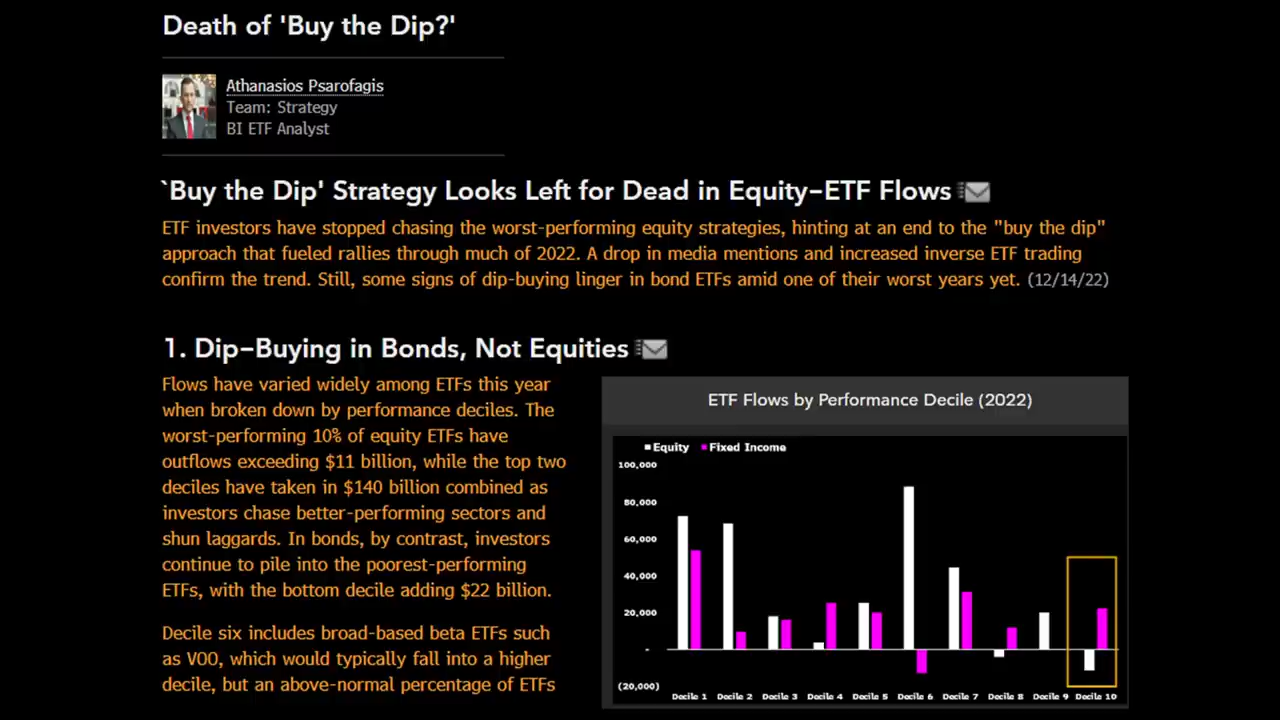 Death of 'Buy the Dip?'
Athanasios Psarofagis
Team: Strategy
BI ETF Analyst
`Buy the Dip' Strategy Looks Left for Dead in Equity-ETF Flows
ETF investors have stopped chasing the worst-performing equity strategies, hinting at an end to the "buy the dip"
approach that fueled rallies through much of 2022. A drop in media mentions and increased inverse ETF trading
confirm the trend. Still, some signs of dip-buying linger in bond ETFs amid one of their worst years yet. (12/14/22)
1. Dip-Buying in Bonds, Not Equities
Flows have varied widely among ETFs this year
when broken down by performance deciles. The
worst-performing 10% of equity ETFs have
outflows exceeding $11 billion, while the top two
deciles have taken in $140 billion combined as
investors chase better-performing sectors and
shun laggards. In bonds, by contrast, investors
continue to pile into the poorest-performing
ETFs, with the bottom decile adding $22 billion.
Decile six includes broad-based beta ETFs such
as VOO, which would typically fall into a higher
decile, but an above-normal percentage of ETFs
ETF Flows by Performance Decile (2022)
Equity Fixed Income
100,000
80,000
60,000
40,000
20,000
-
(20,000)
Decile 1 Decile 2 Decile 3 Decile 4 Decile 5 Decile 6 Decile 7 Decile 8 Decile 9 Decile 10